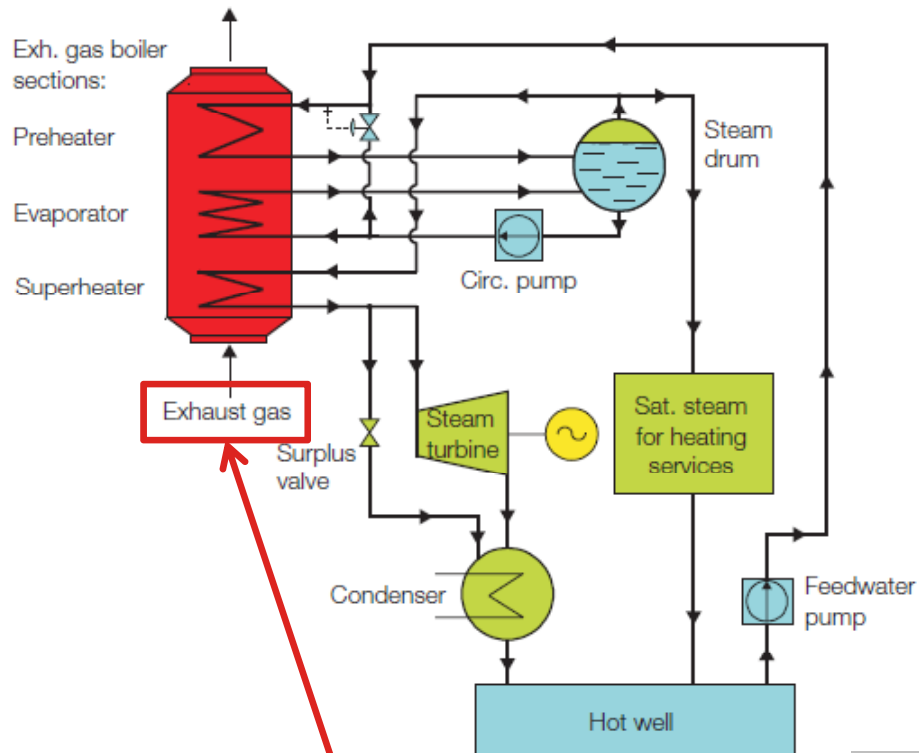 Exh. gas boiler
sections:
Preheater
Evaporator
Superheater
Exhaust gas
Surplus
valve
Steam
turbine
Condenser
Circ. pump
Steam
drum
Sat. steam
for heating
services
Feedwater
pump
Hot well